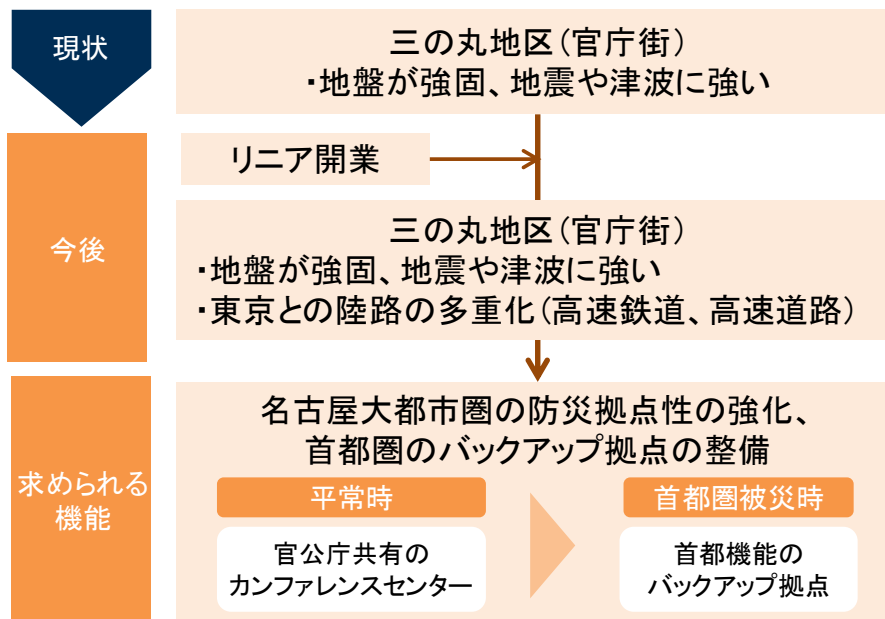 現状
三の丸地区(官庁街)
・地盤が強固、地震や津波に強い
リニア開業
今後
三の丸地区(官庁街)
・地盤が強固、地震や津波に強い
・東京との陸路の多重化(高速鉄道、高速道路)
求められる
機能
名古屋大都市圏の防災拠点性の強化、
首都圏のバックアップ拠点の整備
平常時
官公庁共有の
カンファレンスセンター
首都圏被災時
首都機能の
バックアップ拠点